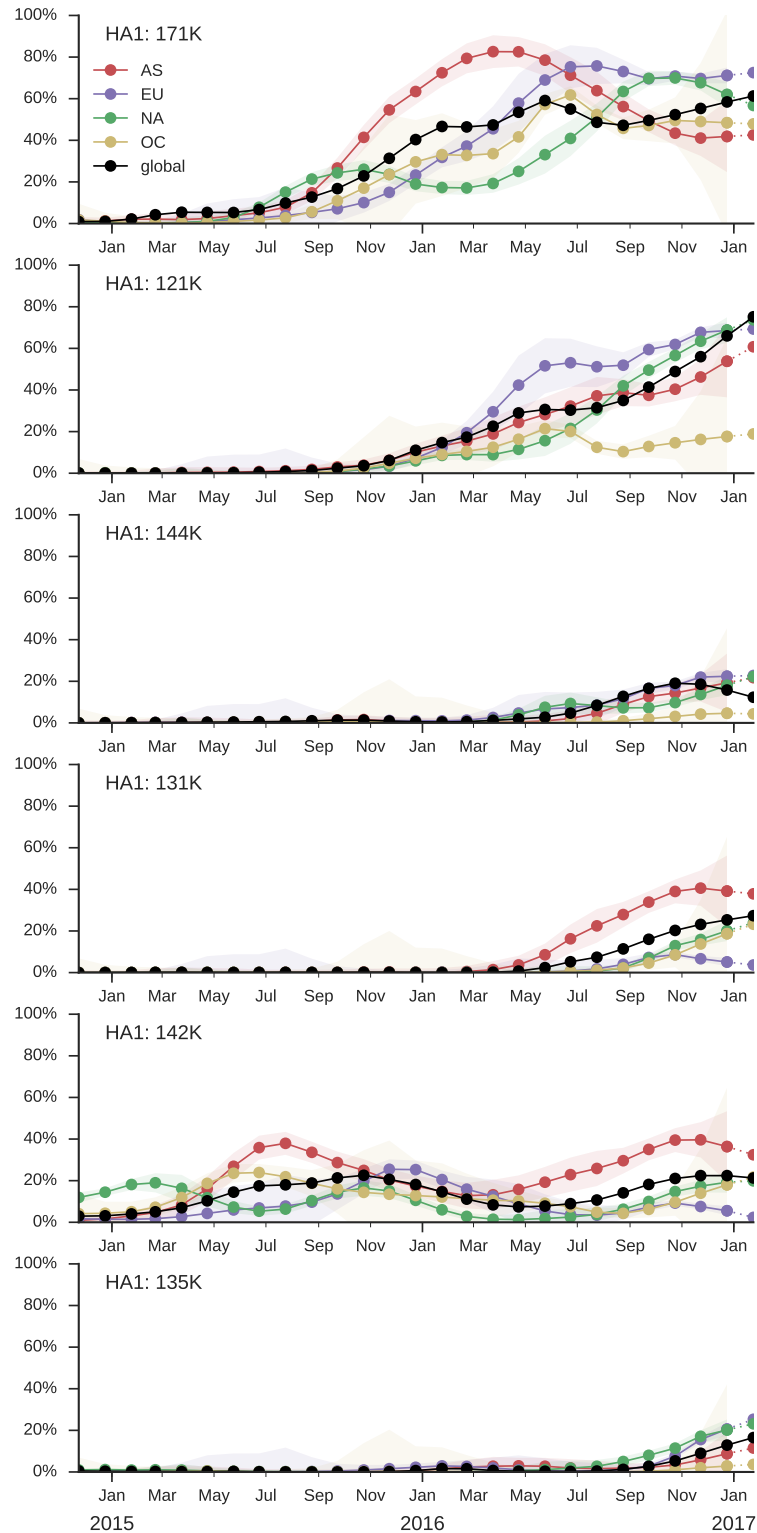 100%
HA1: 171K
80%
AS
EU
60%
NA
40%
OC
global
20%
0%
Jan Mar May Jul Sep Nov Jan Mar May Jul Sep Nov Jan
100%
HA1: 121K
80%
60%
40%
20%
0%
Jan Mar May Jul Sep Nov Jan Mar May Jul Sep Nov Jan
100%
HA1: 144K
80%
60%
40%
20%
0%
Jan Mar May Jul Sep Nov Jan Mar May Jul Sep Nov Jan
100%
HA1: 131K
80%
60%
40%
20%
0%
Jan Mar May Jul Sep Nov Jan Mar May Jul Sep Nov Jan
100%
HA1: 142K
80%
60%
40%
20%
0%
Jan Mar May Jul Sep Nov Jan Mar May Jul Sep Nov Jan
100%
HA1: 135K
80%
60%
40%
20%
0%
Jan Mar May Jul Sep Nov Jan Mar May Jul Sep Nov Jan
2015 2016 2017